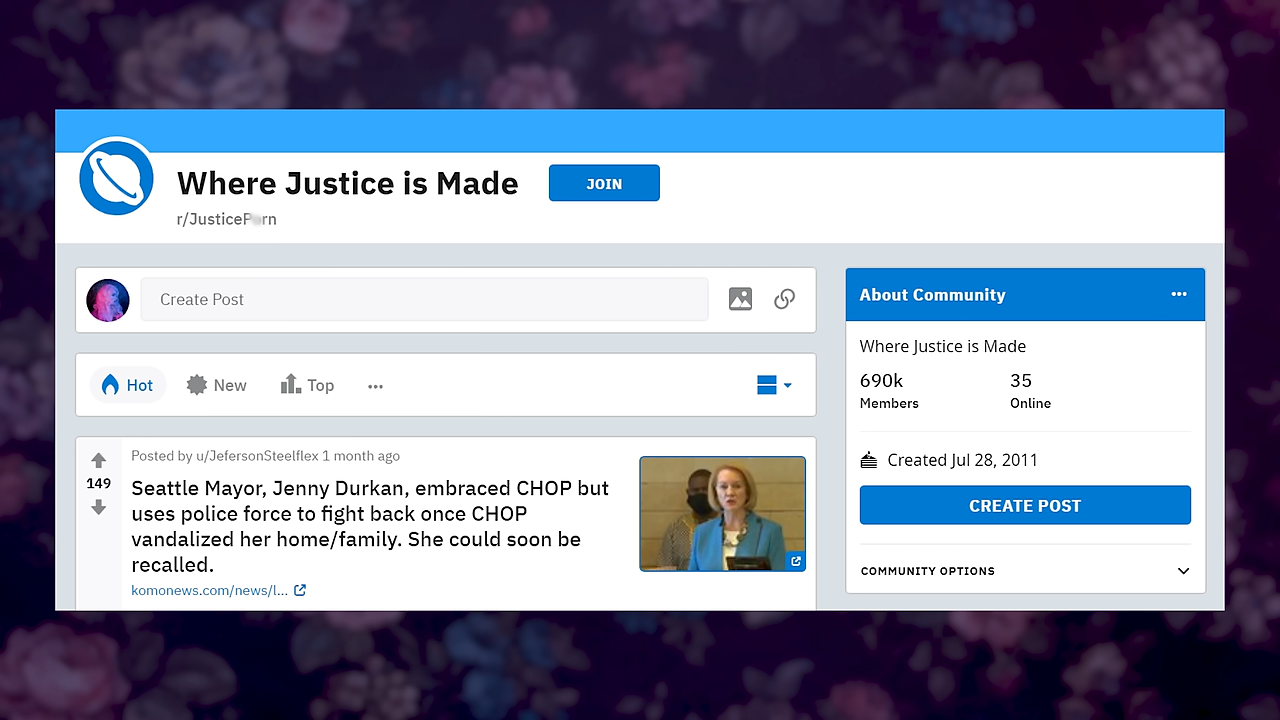 Where Justice is Made
JOIN
r/JusticeP rn
Create Post
Hot
New
Top
Posted by u/JefersonSteelflex 1 month ago
149
Seattle Mayor, Jenny Durkan, embraced CHOP but
uses police force to fight back once CHOP
vandalized her home/family. She could soon be
recalled.
komonews.com/news/l...
About Community
Where Justice is Made
690k
35
Members
Online
Created Jul 28, 2011
CREATE POST
COMMUNITY OPTIONS